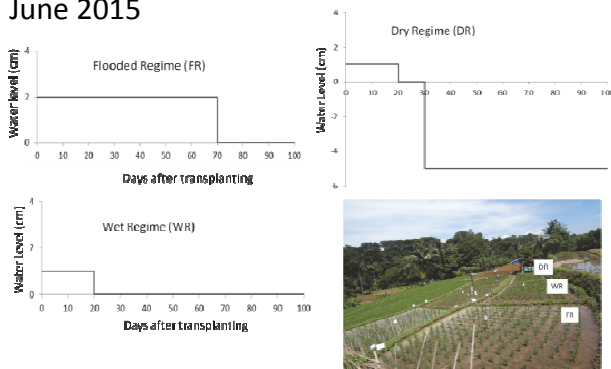 June 2015
Flooded Regime (FR)
Water level (cm)
4
2
0
0 10 20 30 40 50 60 70 80 90 100
Days after transplanting
Dry Regime (DR)
Water Level (cm)
4
2
0
-2
-4
-6
0 10 20 30 40 50 60 70 80 90 100
Wet Regime (WR)
Water Level (cm)
4
2
0
0 10 20 30 40 50 60 70 80 90 100
Days after transplanting
DR
WR
FR